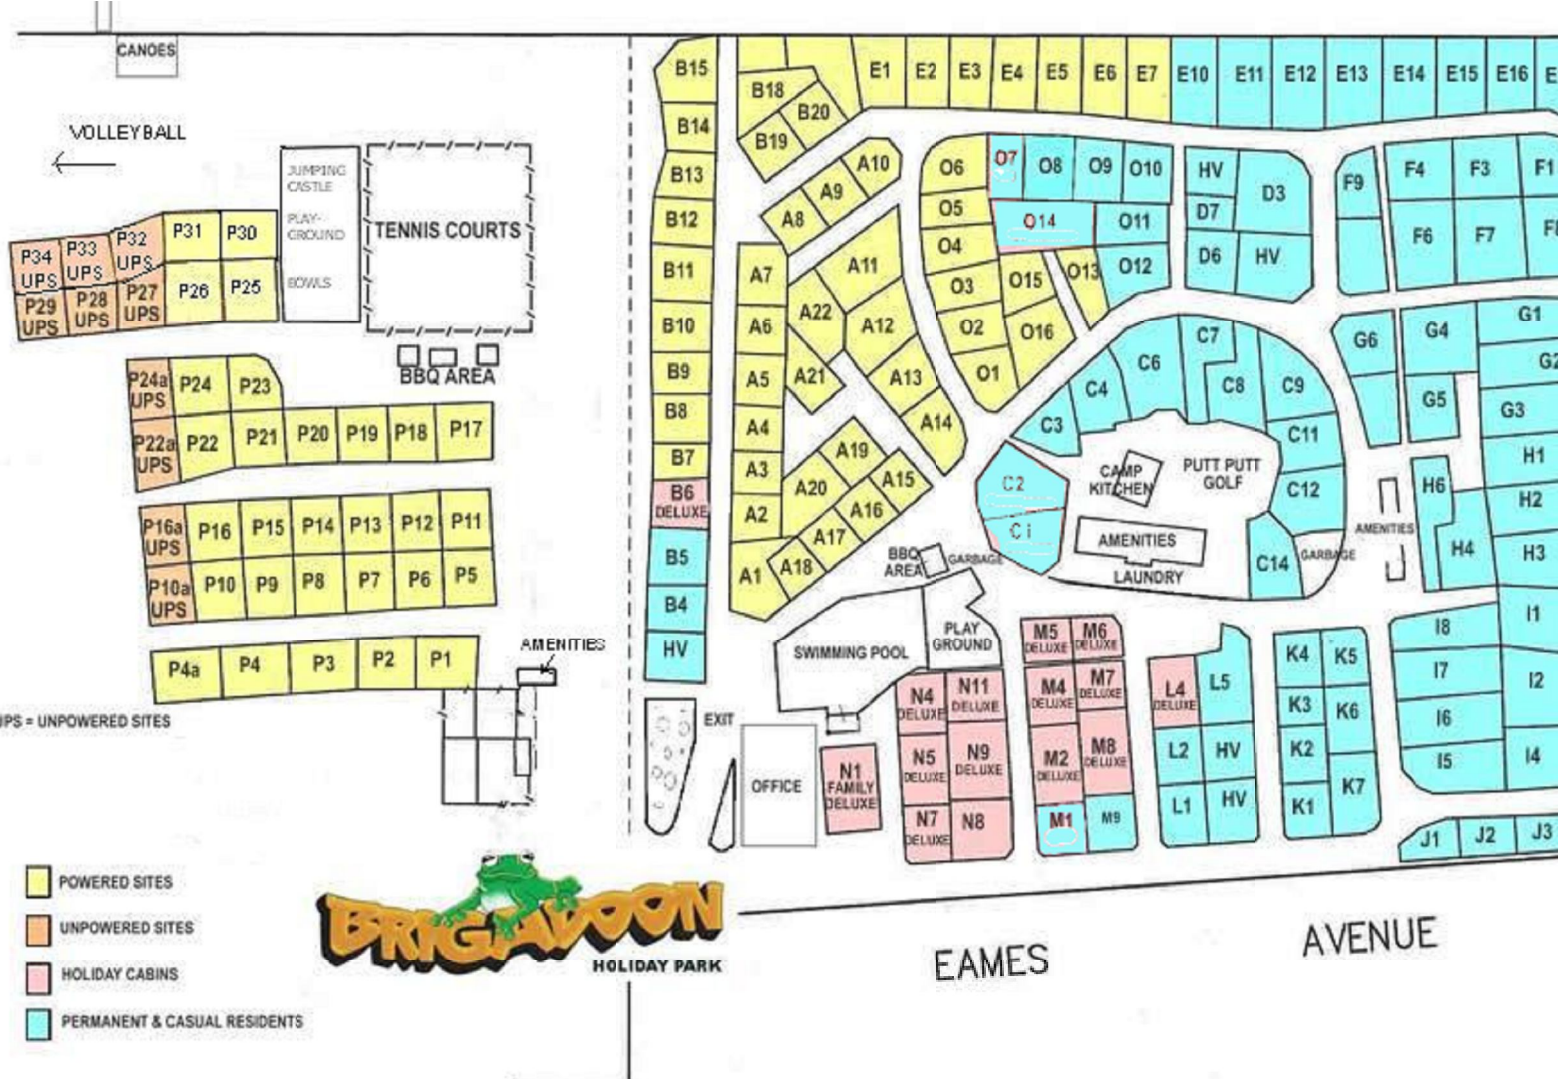 CANOES
VOLLEYBALL
JUMPING
CASTLE
PLAY-
GROUND
BOWLS
TENNIS COURTS
BBQ AREA
P34
UPS
P33
UPS
P32
UPS
P31
P30
P29
UPS
P28
UPS
P27
UPS
P26
P25
P24a
UPS
P24
P23
P22a
UPS
P22
P21
P20
P19
P18
P17
P16a
UPS
P16
P15
P14
P13
P12
P11
P10a
UPS
P10
P9
P8
P7
P6
P5
P4a
P4
P3
P2
P1
AMENITIES
UPS = UNPOWERED SITES
B15
B14
B13
B12
B11
B10
B9
B8
B7
B6
DELUXE
B5
B4
HV
B18
B20
B19
A10
A9
A8
A7
A6
A5
A4
A3
A2
A1
A11
A22
A12
A21
A13
A14
A19
A20
A15
A16
A17
A18
E1
E2
E3
E4
E5
E6
E7
E10
E11
E12
E13
E14
E15
E16
O6
O5
O4
O3
O2
O1
O7
O8
O9
O10
O14
O11
O12
O13
O15
O16
HV
D7
D3
D6
HV
F9
F4
F3
F1
F6
F7
G6
G4
G5
G1
G2
G3
H1
H2
H3
H6
H4
C7
C6
C4
C3
C8
C9
C11
C12
C14
C2
C1
CAMP
KITCHEN
PUTT PUTT
GOLF
AMENITIES
LAUNDRY
GARBAGE
AMENITIES
BBQ
AREA
GARBAGE
PLAY
GROUND
SWIMMING POOL
EXIT
OFFICE
N1
FAMILY
DELUXE
N4
DELUXE
N11
DELUXE
N5
DELUXE
N9
DELUXE
N7
DELUXE
N8
M5
DELUXE
M6
DELUXE
M4
DELUXE
M7
DELUXE
M2
DELUXE
M8
DELUXE
M1
M9
L4
DELUXE
L5
L2
HV
L1
HV
K4
K5
K3
K6
K2
K7
K1
I8
I7
I6
I5
I1
I2
I4
J1
J2
J3
POWERED SITES
UNPOWERED SITES
HOLIDAY CABINS
PERMANENT & CASUAL RESIDENTS
BRIGADOON
HOLIDAY PARK
EAMES AVENUE